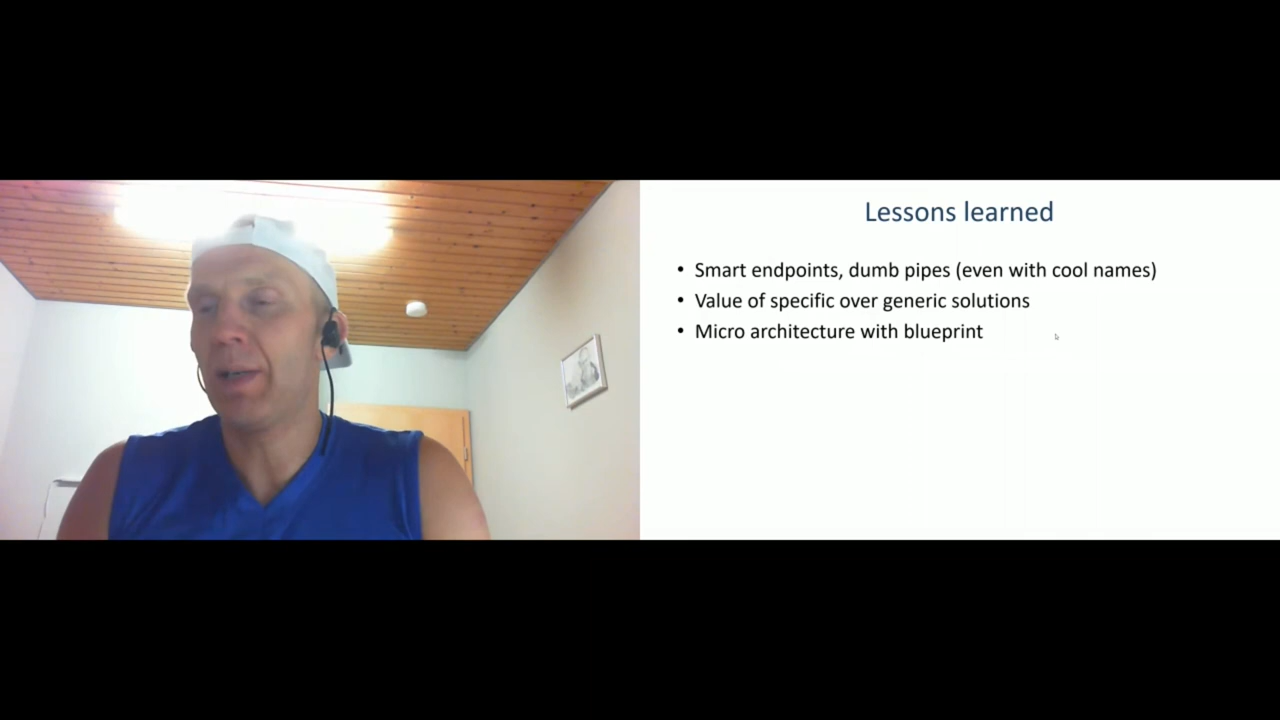 Lessons learned
• Smart endpoints, dumb pipes (even with cool names)
• Value of specific over generic solutions
• Micro architecture with blueprint